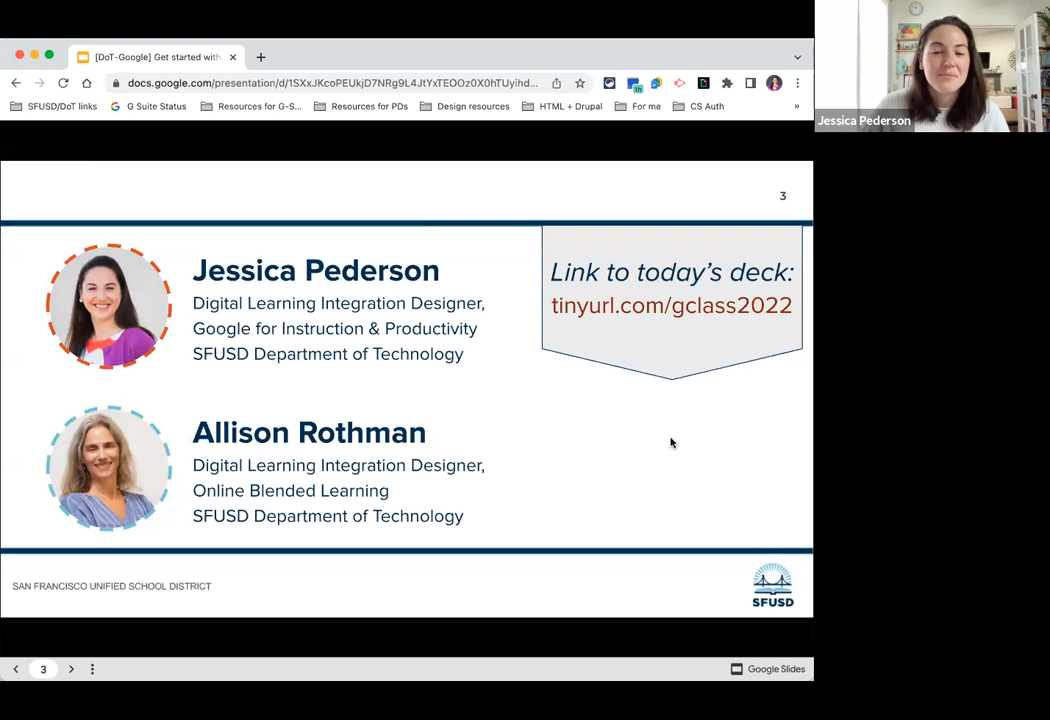 [DoT-Google] Get started with
docs.google.com/presentation/d/1SXxJKcoPEUkjD7NRg9L4JtYxTEOOz0X0hTUyihd...
1h
SFUSD/DoT links
G Suite Status
Resources for G-S...
Resources for PDs
Design resources
HTML + Drupal
For me
CS Auth
»
Jessica Pederson
3
Jessica Pederson
Digital Learning Integration Designer,
Google for Instruction & Productivity
SFUSD Department of Technology
Link to today's deck:
tinyurl.com/gclass2022
Allison Rothman
Digital Learning Integration Designer,
Online Blended Learning
SFUSD Department of Technology
SAN FRANCISCO UNIFIED SCHOOL DISTRICT
SFUSD
3
Google Slides